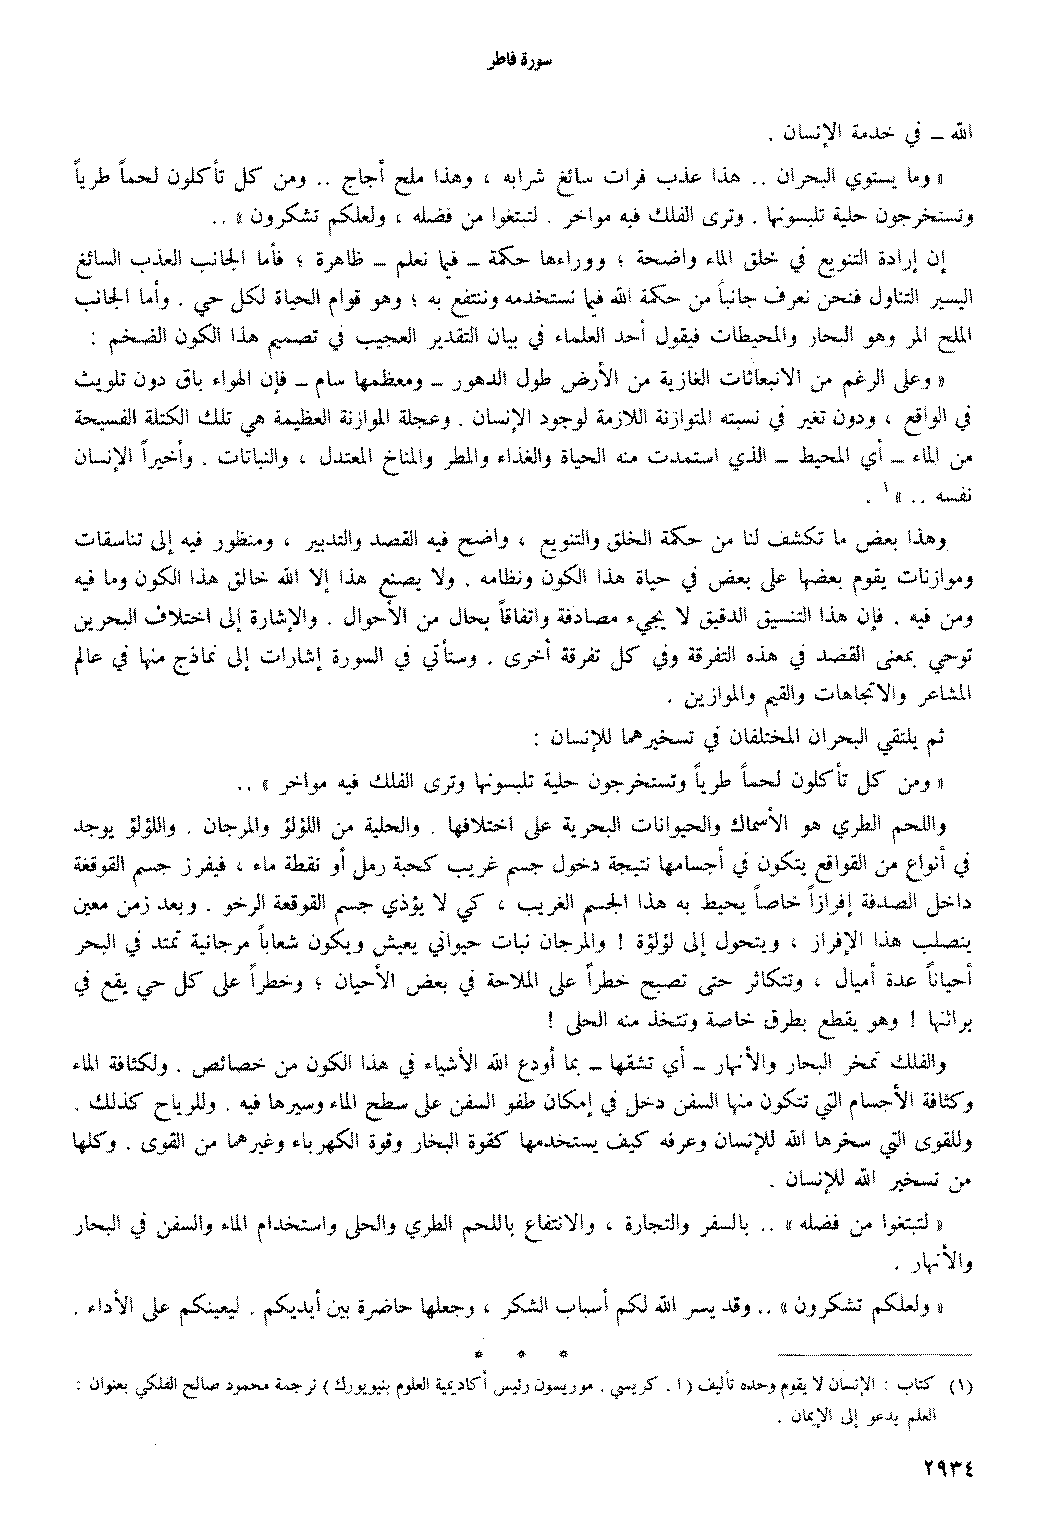 سورة فاطر
الله – في خدمة الإنسان .
« وما يستوي البحران .. هذا عذب فرات سائغ شرابه ، وهذا ملح أجاج .. ومن كل تأكلون لحماً طرياً
وتستخرجون حلية تلبسونها . وترى الفلك فيه مواخر . لتبتغوا من فضله ، ولعلكم تشكرون » ..
إن إرادة التنويع في خلق الماء واضحة ؛ ووراءها حكمة – فيما نعلم – ظاهرة ؛ فأما الجانب العذب السائغ
اليسير التناول فنحن نعرف جانباً من حكمة الله فيما نستخدمه وننتفع به ؛ وهو قوام الحياة لكل حي . وأما الجانب
الملح المر وهو البحار والمحيطات فيقول أحد العلماء في بيان التقدير العجيب في تصميم هذا الكون الضخم :
« وعلى الرغم من الانبعاثات الغازية من الأرض طول الدهور – ومعظمها سام – فإن الهواء باق دون تلويث
في الواقع ، ودون تغير في نسبته المتوازنة اللازمة لوجود الإنسان . وعجلة الموازنة العظيمة هي تلك الكتلة الفسيحة
من الماء – أي المحيط – الذي استمدت منه الحياة والغذاء والمطر والمناخ المعتدل ، والنباتات . وأخيراً الإنسان
نفسه .. » ¹ .
وهذا بعض ما تكشف لنا من حكمة الخلق والتنويع ، واضح فيه القصد والتدبير ، ومنظور فيه إلى تناسقات
وموازنات يقوم بعضها على بعض في حياة هذا الكون ونظامه . ولا يصنع هذا إلا الله خالق هذا الكون وما فيه
ومن فيه . فإن هذا التنسيق الدقيق لا يجيء مصادفة واتفاقاً بحال من الأحوال . والإشارة إلى اختلاف البحرين
توحي بمعنى القصد في هذه التفرقة وفي كل تفرقة أخرى . وستأتي في السورة إشارات إلى نماذج منها في عالم
المشاعر والاتجاهات والقيم والموازين .
ثم يلتقي البحران المختلفان في تسخيرهما للإنسان :
« ومن كل تأكلون لحماً طرياً وتستخرجون حلية تلبسونها وترى الفلك فيه مواخر » ..
واللحم الطري هو الأسماك والحيوانات البحرية على اختلافها . والحلية من اللؤلؤ والمرجان . واللؤلؤ يوجد
في أنواع من القواقع يتكون في أجسامها نتيجة دخول جسم غريب كحبة رمل أو نقطة ماء ، فيفرز جسم القوقعة
داخل الصدفة إفرازاً خاصاً يحيط به هذا الجسم الغريب ، كي لا يؤذي جسم القوقعة الرخو . وبعد زمن معين
يتصلب هذا الإفراز ، ويتحول إلى لؤلؤة ! والمرجان نبات حيواني يعيش ويكون شعاباً مرجانية تمتد في البحر
أحياناً عدة أميال ، وتتكاثر حتى تصبح خطراً على الملاحة في بعض الأحيان ؛ وخطراً على كل حي يقع في
براثنها ! وهو يقطع بطرق خاصة وتتخذ منه الحلى !
والفلك تمخر البحار والأنهار – أي تشقها – بما أودع الله الأشياء في هذا الكون من خصائص . ولكثافة الماء
وكثافة الأجسام التي تتكون منها السفن دخل في إمكان طفو السفن على سطح الماء وسيرها فيه . وللرياح كذلك .
وللقوى التي سخرها الله للإنسان وعرفه كيف يستخدمها كقوة البخار وقوة الكهرباء وغيرهما من القوى . وكلها
من تسخير الله للإنسان .
« لتبتغوا من فضله » .. بالسفر والتجارة ، والانتفاع باللحم الطري والحلى واستخدام الماء والسفن في البحار
والأنهار .
« ولعلكم تشكرون » .. وقد يسر الله لكم أسباب الشكر ، وجعلها حاضرة بين أيديكم . ليعينكم على الأداء .
* * *
(١) كتاب : الإنسان لا يقوم وحده تأليف ( ا . كريسي . موريسون رئيس أكاديمية العلوم بنيويورك ) ترجمة محمود صالح الفلكي بعنوان :
العلم يدعو إلى الإيمان .
٢٩٣٤